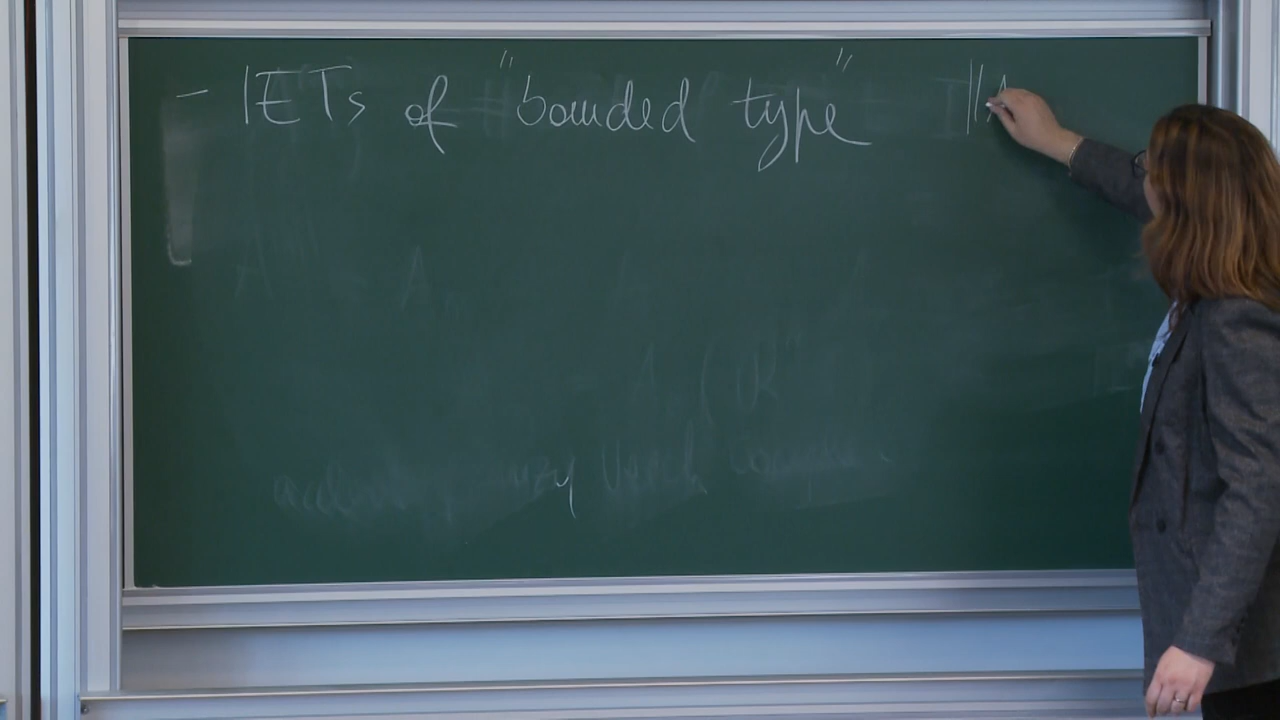 - IETs of "bounded type" ||A